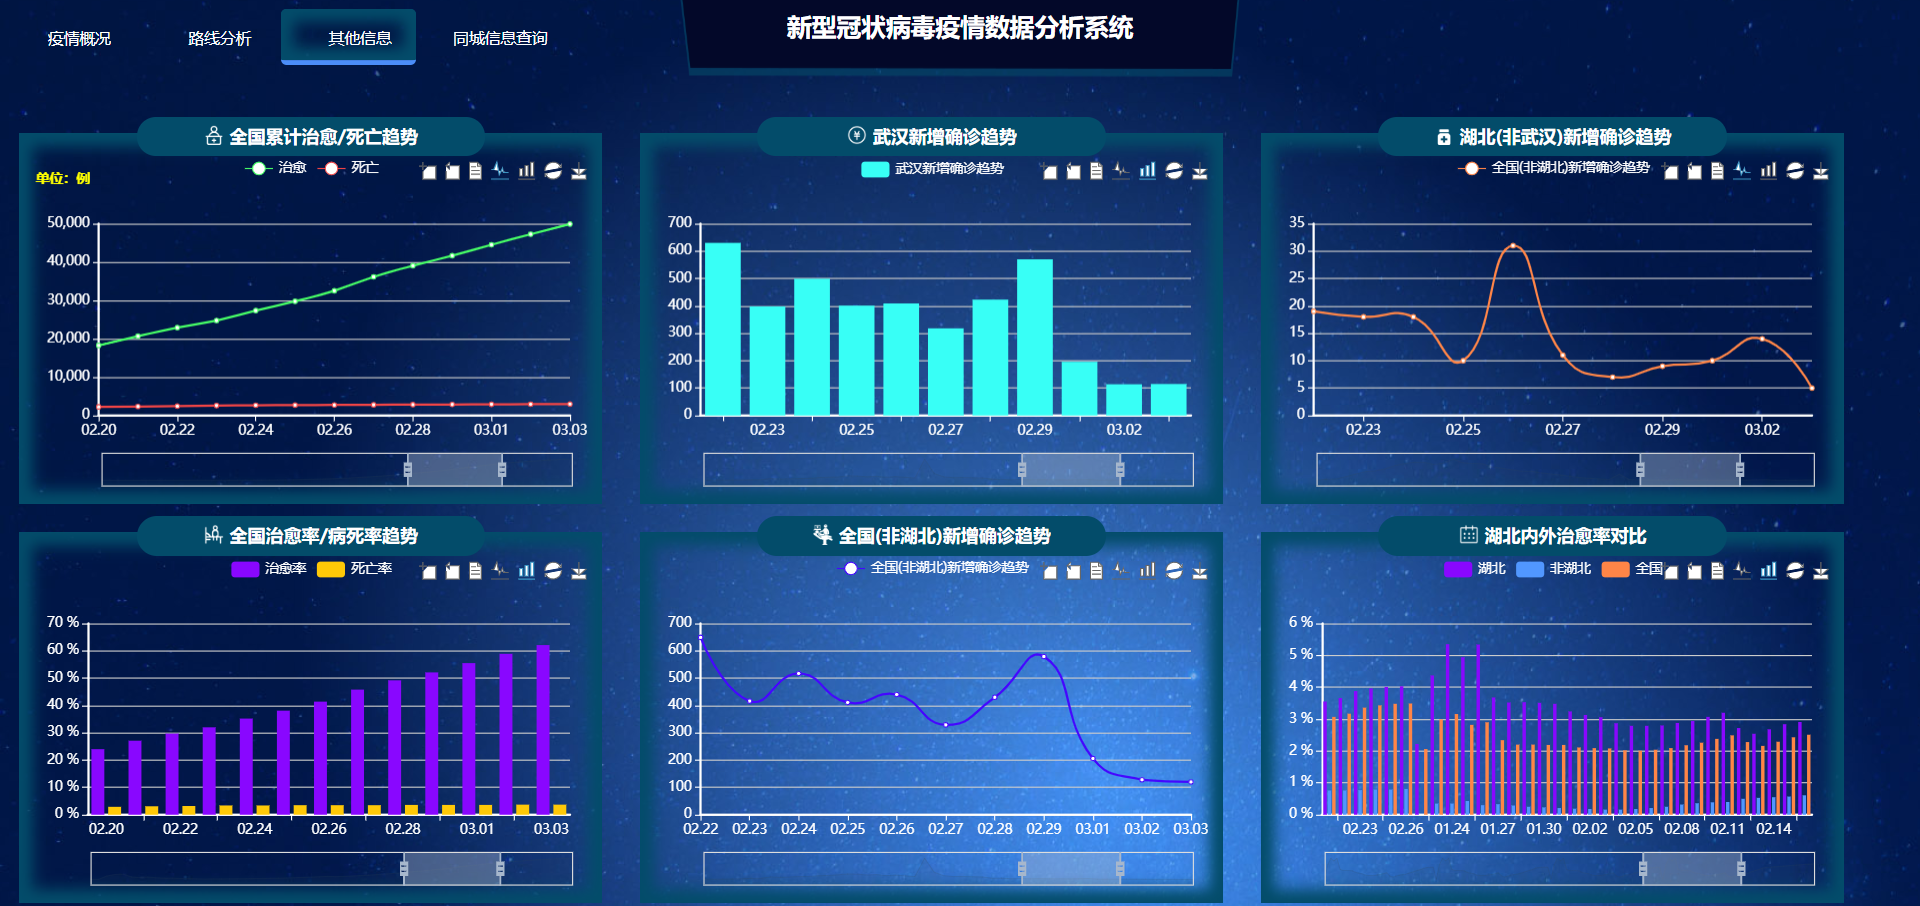 疫情概况
路线分析
其他信息
同城信息查询
新型冠状病毒疫情数据分析系统
全国累计治愈/死亡趋势
单位：例
治愈 死亡
50,000
40,000
30,000
20,000
10,000
0
02.20 02.22 02.24 02.26 02.28 03.01 03.03
武汉新增确诊趋势
武汉新增确诊趋势
700
600
500
400
300
200
100
0
02.23 02.25 02.27 02.29 03.02
湖北(非武汉)新增确诊趋势
全国(非湖北)新增确诊趋势
35
30
25
20
15
10
5
0
02.23 02.25 02.27 02.29 03.02
全国治愈率/病死率趋势
治愈率 死亡率
70 %
60 %
50 %
40 %
30 %
20 %
10 %
0 %
02.20 02.22 02.24 02.26 02.28 03.01 03.03
全国(非湖北)新增确诊趋势
全国(非湖北)新增确诊趋势
700
600
500
400
300
200
100
0
02.22 02.23 02.24 02.25 02.26 02.27 02.28 02.29 03.01 03.02 03.03
湖北内外治愈率对比
湖北 非湖北 全国
6 %
5 %
4 %
3 %
2 %
1 %
0 %
02.23 02.26 01.24 01.27 01.30 02.02 02.05 02.08 02.11 02.14